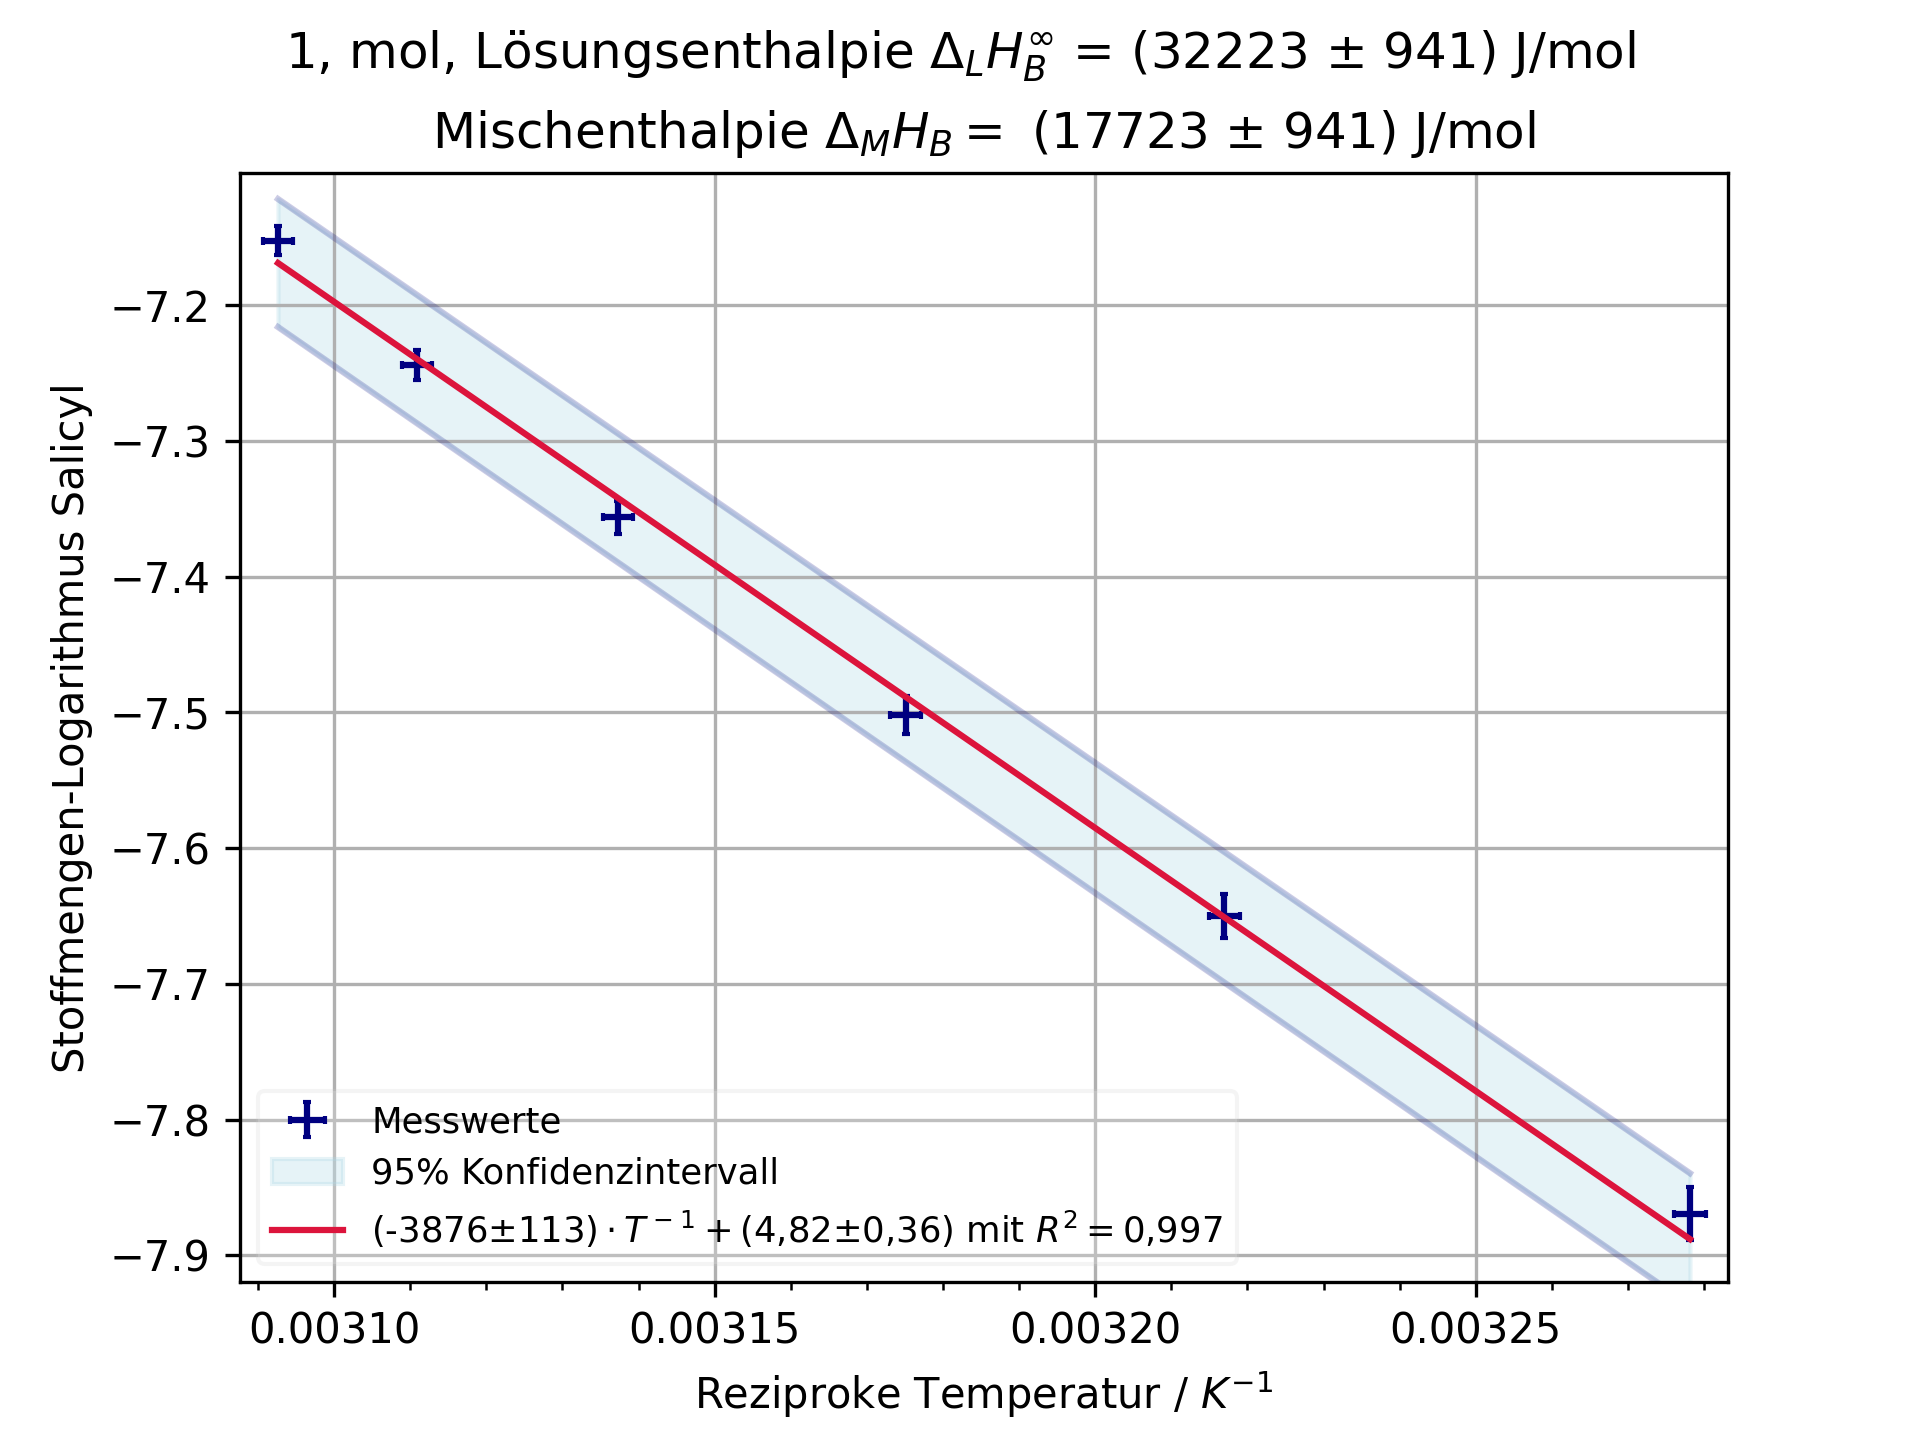 1, mol, Lösungsenthalpie Δ_L H_B^∞ = (32223 ± 941) J/mol
Mischenthalpie Δ_M H_B = (17723 ± 941) J/mol
Stoffmengen-Logarithmus Salicyl
−7.2
−7.3
−7.4
−7.5
−7.6
−7.7
−7.8
−7.9
Messwerte
95% Konfidenzintervall
(-3876±113) · T⁻¹ + (4,82±0,36) mit R² = 0,997
0.00310 0.00315 0.00320 0.00325
Reziproke Temperatur / K⁻¹